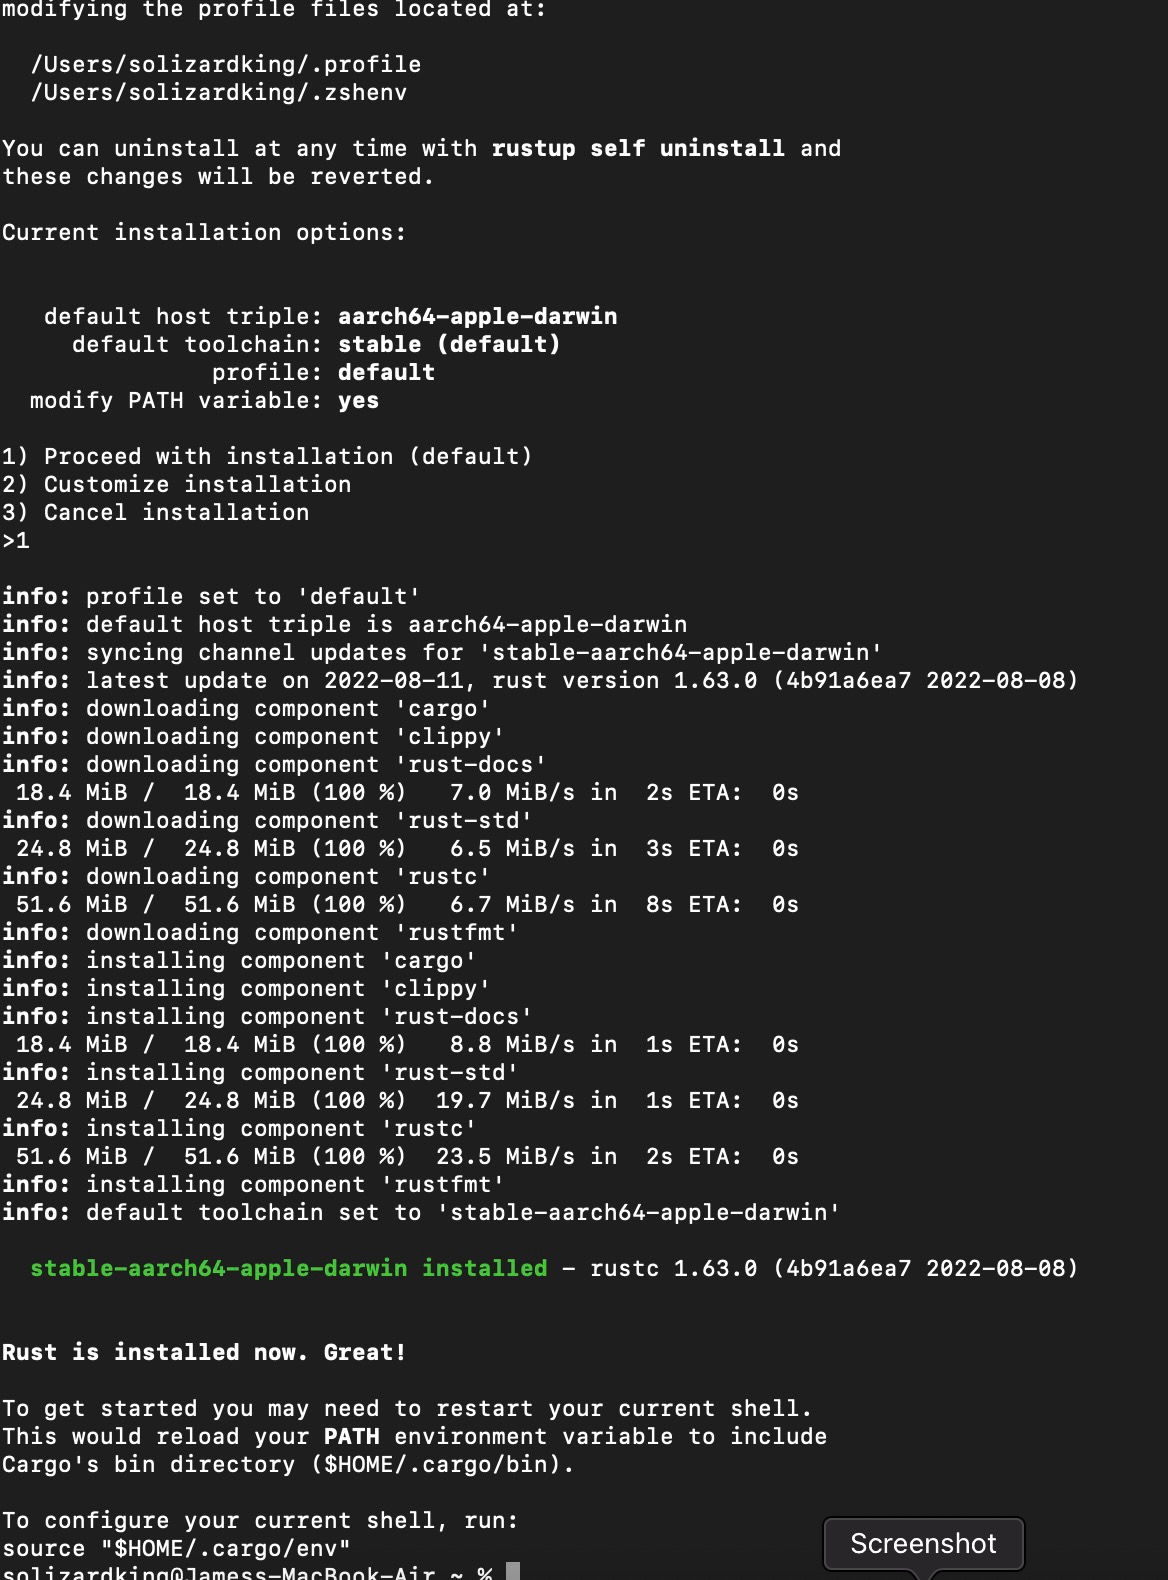 modifying the profile files located at:
/Users/solizardking/.profile
/Users/solizardking/.zshenv
You can uninstall at any time with rustup self uninstall and
these changes will be reverted.
Current installation options:
default host triple: aarch64-apple-darwin
default toolchain: stable (default)
profile: default
modify PATH variable: yes
1) Proceed with installation (default)
2) Customize installation
3) Cancel installation
>1
info: profile set to 'default'
info: default host triple is aarch64-apple-darwin
info: syncing channel updates for 'stable-aarch64-apple-darwin'
info: latest update on 2022-08-11, rust version 1.63.0 (4b91a6ea7 2022-08-08)
info: downloading component 'cargo'
info: downloading component 'clippy'
info: downloading component 'rust-docs'
18.4 MiB / 18.4 MiB (100 %) 7.0 MiB/s in 2s ETA: 0s
info: downloading component 'rust-std'
24.8 MiB / 24.8 MiB (100 %) 6.5 MiB/s in 3s ETA: 0s
info: downloading component 'rustc'
51.6 MiB / 51.6 MiB (100 %) 6.7 MiB/s in 8s ETA: 0s
info: downloading component 'rustfmt'
info: installing component 'cargo'
info: installing component 'clippy'
info: installing component 'rust-docs'
18.4 MiB / 18.4 MiB (100 %) 8.8 MiB/s in 1s ETA: 0s
info: installing component 'rust-std'
24.8 MiB / 24.8 MiB (100 %) 19.7 MiB/s in 1s ETA: 0s
info: installing component 'rustc'
51.6 MiB / 51.6 MiB (100 %) 23.5 MiB/s in 2s ETA: 0s
info: installing component 'rustfmt'
info: default toolchain set to 'stable-aarch64-apple-darwin'
stable-aarch64-apple-darwin installed - rustc 1.63.0 (4b91a6ea7 2022-08-08)
Rust is installed now. Great!
To get started you may need to restart your current shell.
This would reload your PATH environment variable to include
Cargo's bin directory ($HOME/.cargo/bin).
To configure your current shell, run:
source "$HOME/.cargo/env"
solizardking@Jamess-MacBook-Air ~ %
Screenshot